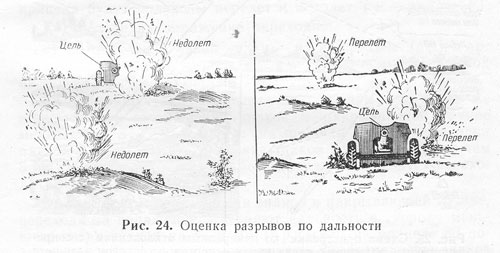 Цель
Недолет
Недолет
Перелет
Цель
Перелет
Рис. 24. Оценка разрывов по дальности